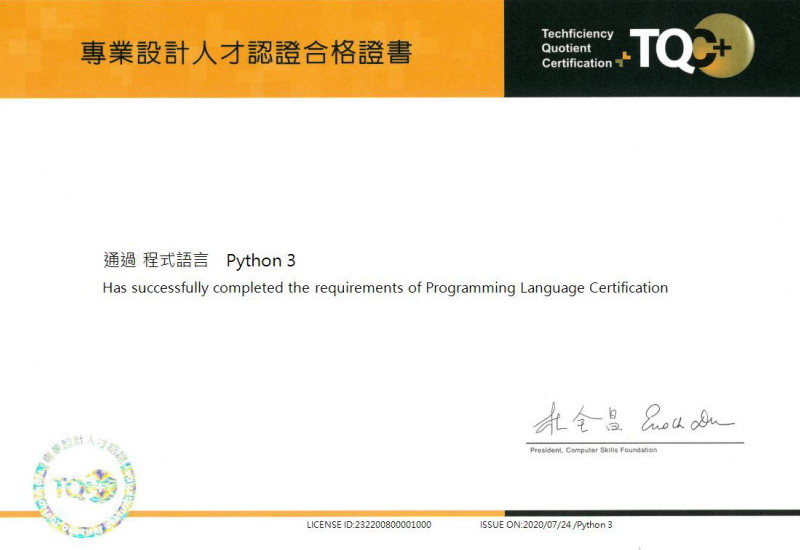 專業設計人才認證合格證書
Techficiency
Quotient
Certification
TQC+
通過 程式語言 Python 3
Has successfully completed the requirements of Programming Language Certification
杜全昌 Enoch Du
President, Computer Skills Foundation
專業設計人才認證
TQC+
LICENSE ID:232200800001000 ISSUE ON:2020/07/24 /Python 3